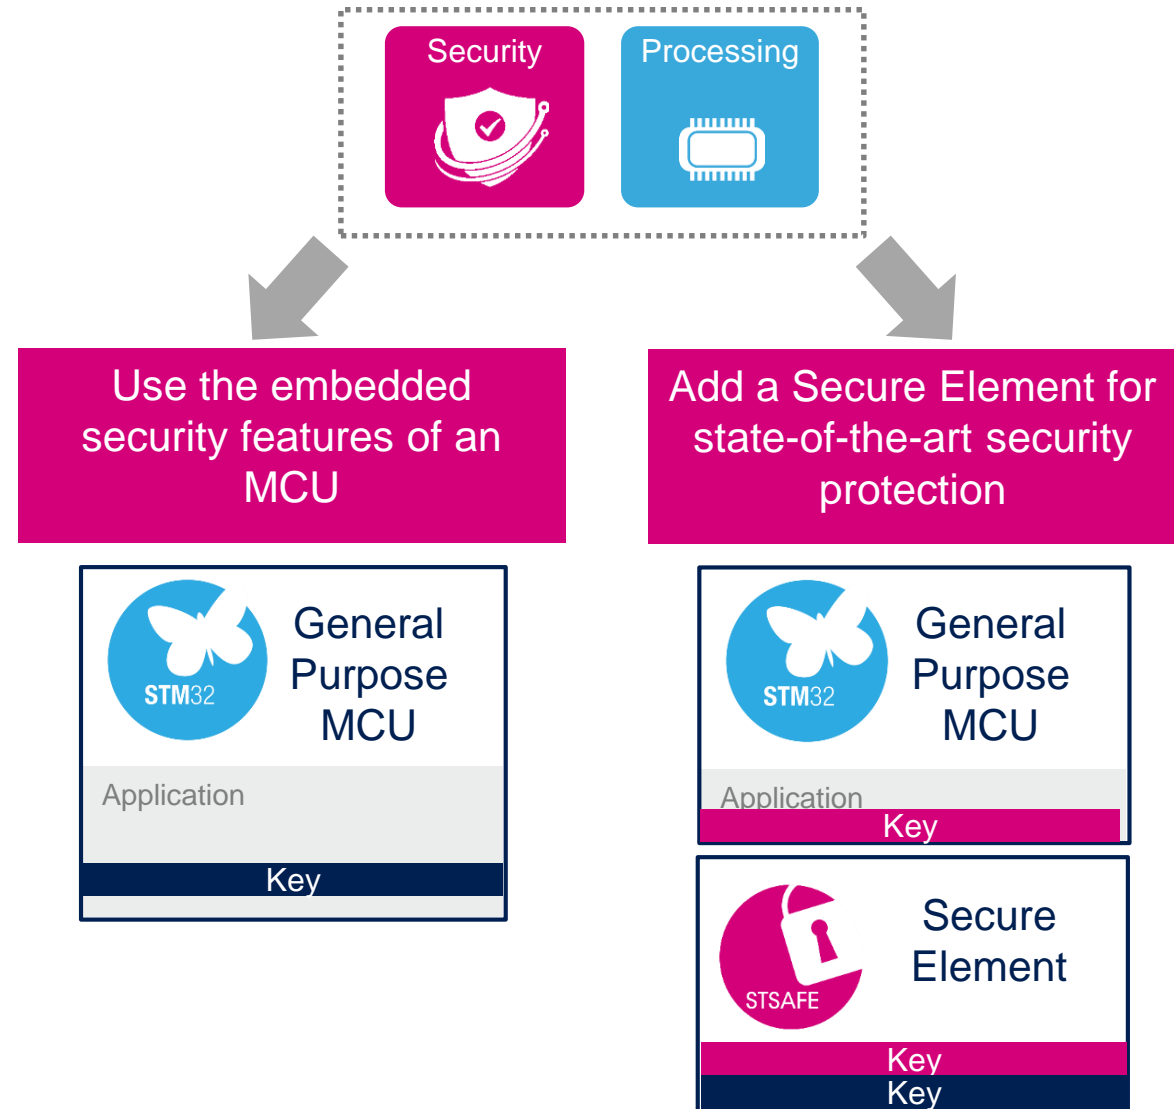 Security
Processing
Use the embedded
security features of an
MCU
Add a Secure Element for
state-of-the-art security
protection
STM32
General
Purpose
MCU
Application
Key
STM32
General
Purpose
MCU
Application
Key
STSAFE
Secure
Element
Key
Key